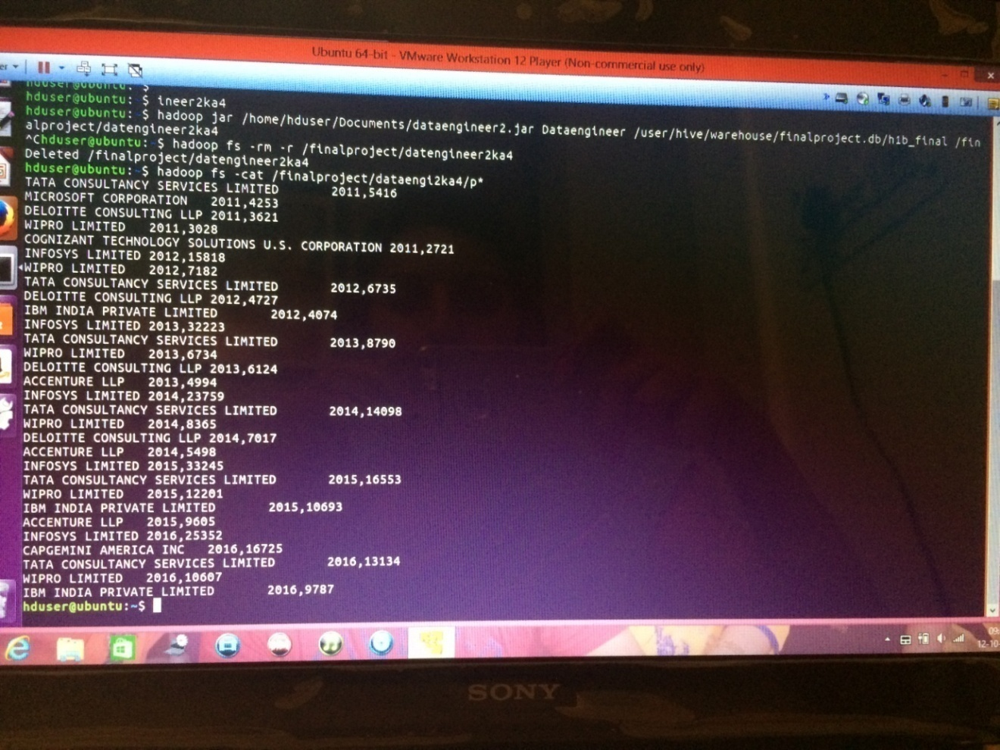 Ubuntu 64-bit - VMware Workstation 12 Player (Non-commercial use only)
er
hduser@ubuntu: $
hduser@ubuntu: $ ineer2ka4
hduser@ubuntu: $ hadoop jar /home/hduser/Documents/dataengineer2.jar Dataengineer /user/hive/warehouse/finalproject.db/h1b_final /fin
alproject/datengineer2ka4
^Chduser@ubuntu: $ hadoop fs -rm -r /finalproject/datengineer2ka4
Deleted /finalproject/datengineer2ka4
hduser@ubuntu: $ hadoop fs -cat /finalproject/dataengi2ka4/p*
TATA CONSULTANCY SERVICES LIMITED 2011,5416
MICROSOFT CORPORATION 2011,4253
DELOITTE CONSULTING LLP 2011,3621
WIPRO LIMITED 2011,3028
COGNIZANT TECHNOLOGY SOLUTIONS U.S. CORPORATION 2011,2721
INFOSYS LIMITED 2012,15818
WIPRO LIMITED 2012,7182
TATA CONSULTANCY SERVICES LIMITED 2012,6735
DELOITTE CONSULTING LLP 2012,4727
IBM INDIA PRIVATE LIMITED 2012,4074
INFOSYS LIMITED 2013,32223
TATA CONSULTANCY SERVICES LIMITED 2013,8790
WIPRO LIMITED 2013,6734
DELOITTE CONSULTING LLP 2013,6124
ACCENTURE LLP 2013,4994
INFOSYS LIMITED 2014,23759
TATA CONSULTANCY SERVICES LIMITED 2014,14098
WIPRO LIMITED 2014,8365
DELOITTE CONSULTING LLP 2014,7017
ACCENTURE LLP 2014,5498
INFOSYS LIMITED 2015,33245
TATA CONSULTANCY SERVICES LIMITED 2015,16553
WIPRO LIMITED 2015,12201
IBM INDIA PRIVATE LIMITED 2015,10693
ACCENTURE LLP 2015,9605
INFOSYS LIMITED 2016,25352
CAPGEMINI AMERICA INC 2016,16725
TATA CONSULTANCY SERVICES LIMITED 2016,13134
WIPRO LIMITED 2016,10607
IBM INDIA PRIVATE LIMITED 2016,9787
hduser@ubuntu:~$
09:
12-10-
SONY